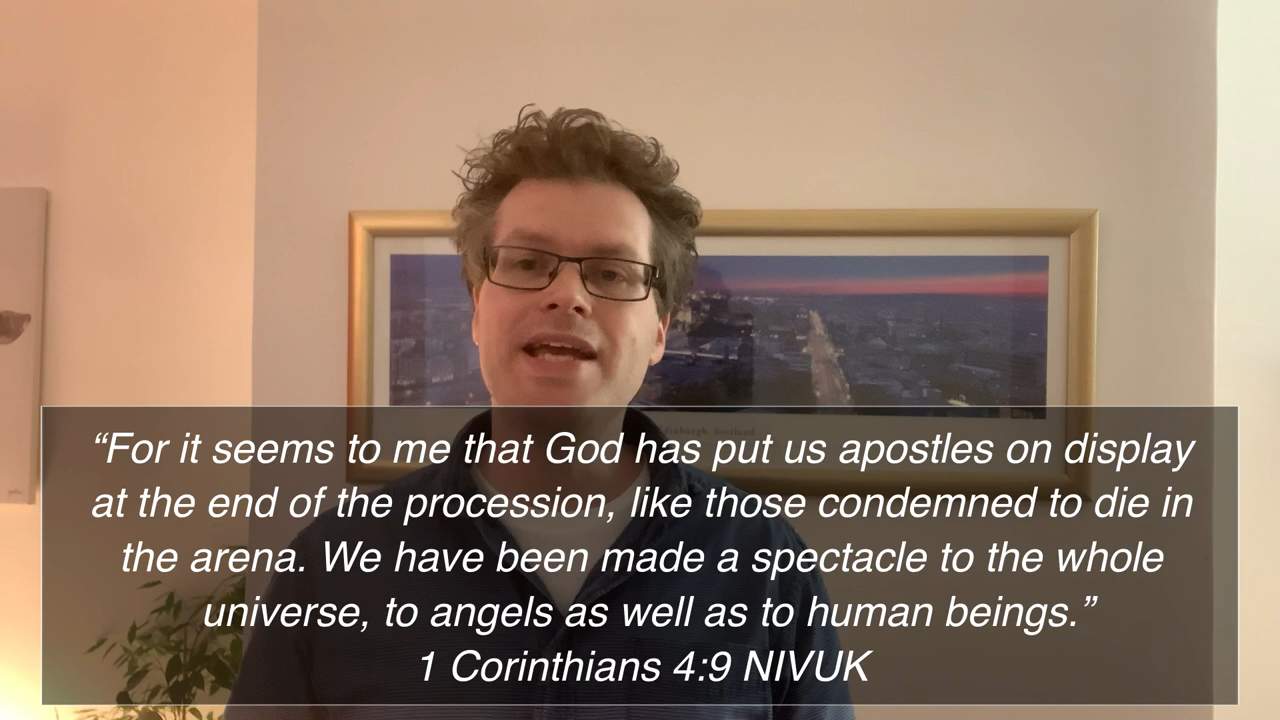 Edinburgh, Scotland
“For it seems to me that God has put us apostles on display
at the end of the procession, like those condemned to die in
the arena. We have been made a spectacle to the whole
universe, to angels as well as to human beings.”
1 Corinthians 4:9 NIVUK